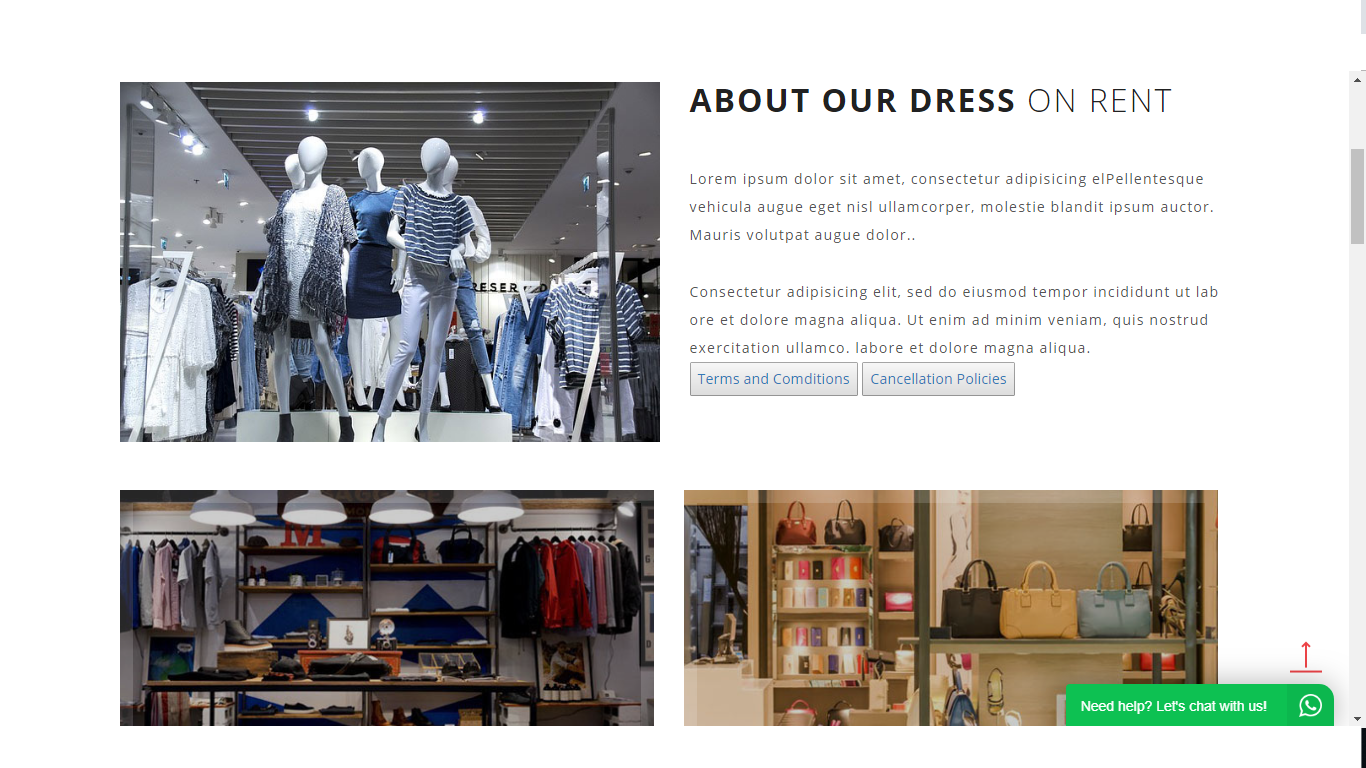 ABOUT OUR DRESS ON RENT
Lorem ipsum dolor sit amet, consectetur adipisicing elPellentesque
vehicula augue eget nisl ullamcorper, molestie blandit ipsum auctor.
Mauris volutpat augue dolor..
Consectetur adipisicing elit, sed do eiusmod tempor incididunt ut lab
ore et dolore magna aliqua. Ut enim ad minim veniam, quis nostrud
exercitation ullamco. labore et dolore magna aliqua.
Terms and Comditions
Cancellation Policies
RESER
M
Need help? Let's chat with us!